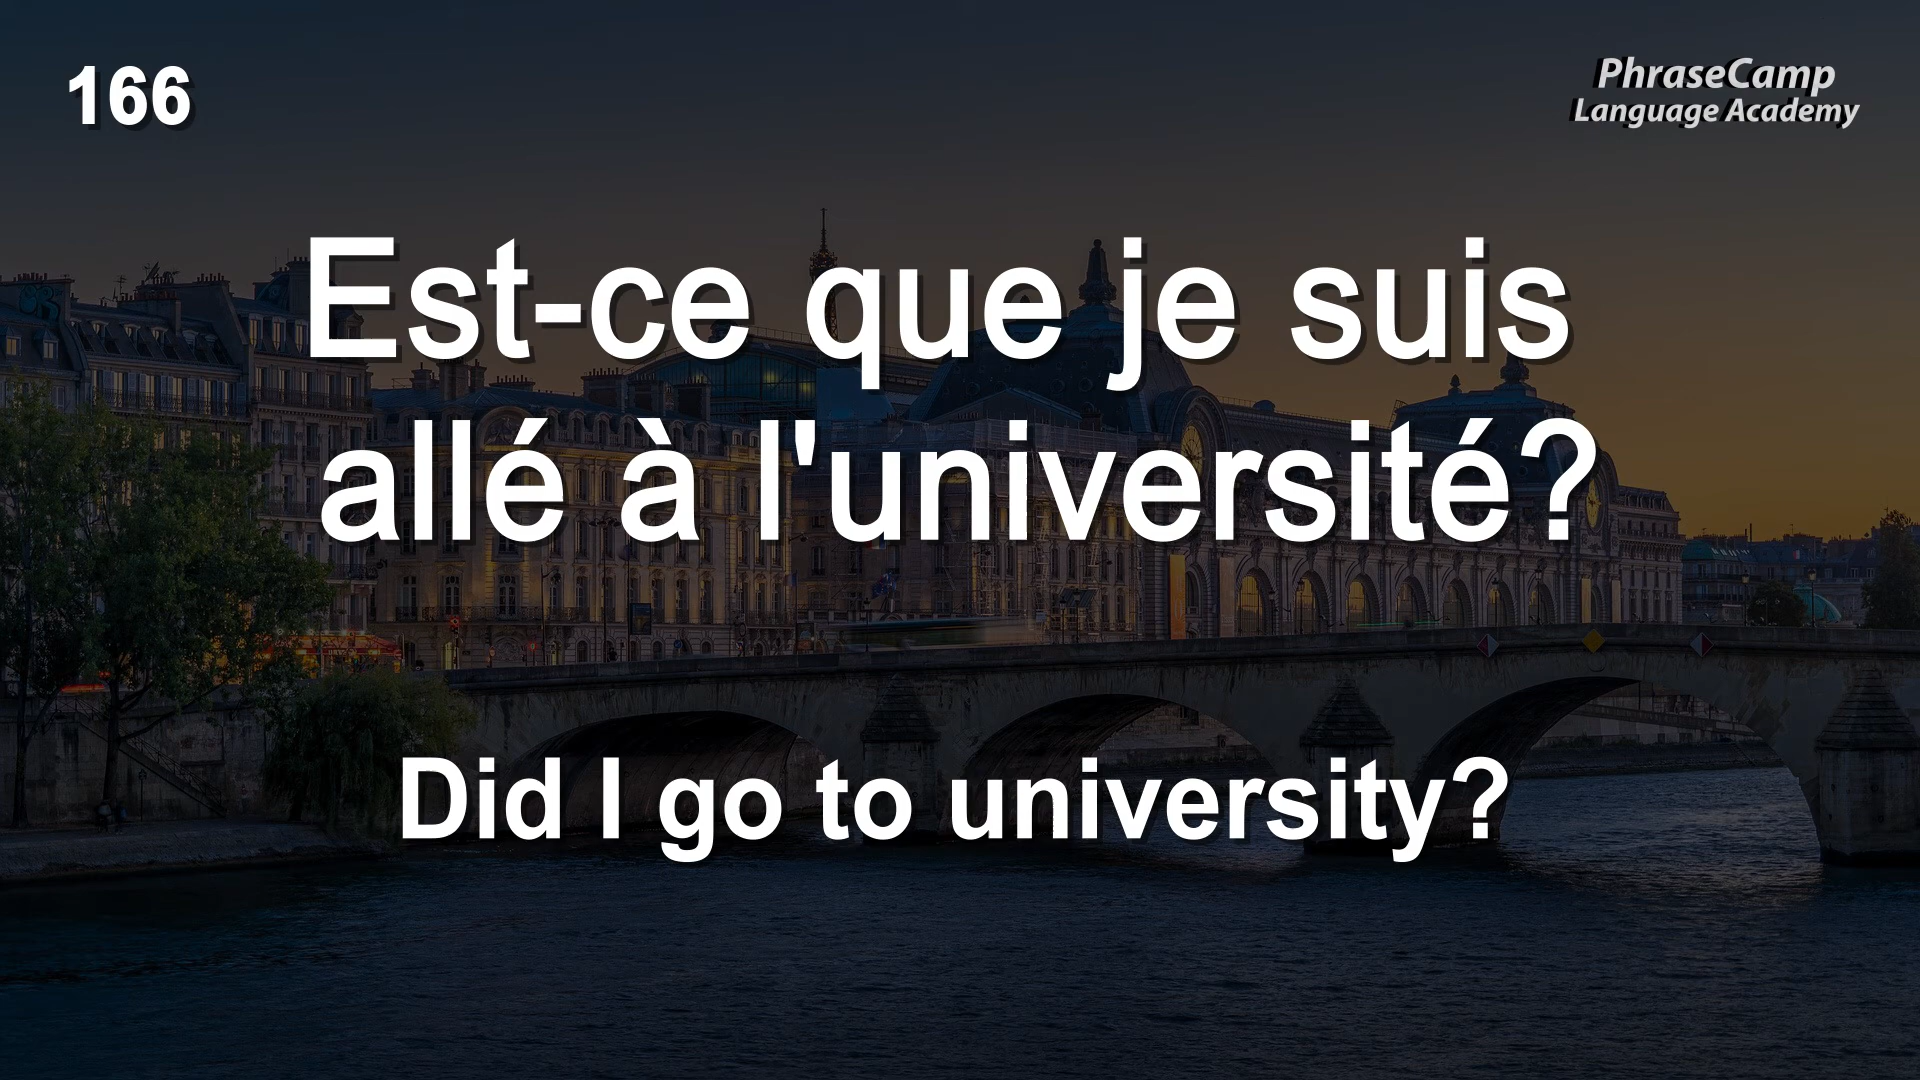 166
PhraseCamp
Language Academy
Est-ce que je suis
allé à l'université?
Did I go to university?